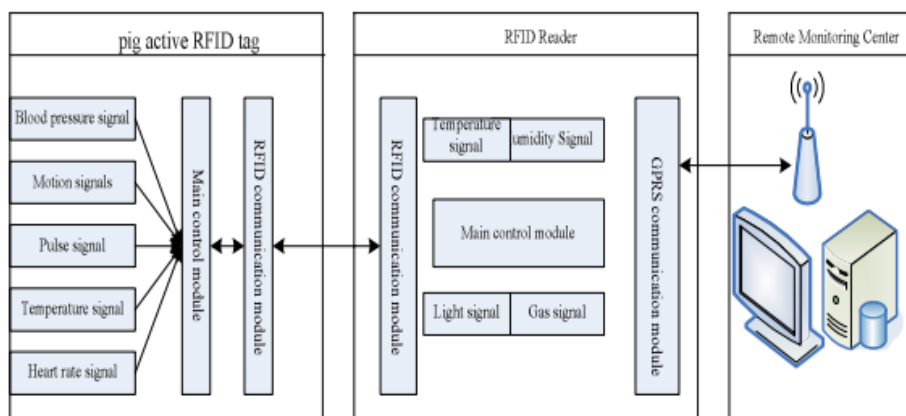 pig active RFID tag
RFID Reader
Remote Monitoring Center
Blood pressure signal
Motion signals
Pulse signal
Temperature signal
Heart rate signal
Main control module
RFID communication module
RFID communication module
Temperature
signal
umidity Signal
Main control module
Light signal
Gas signal
GPRS communication module